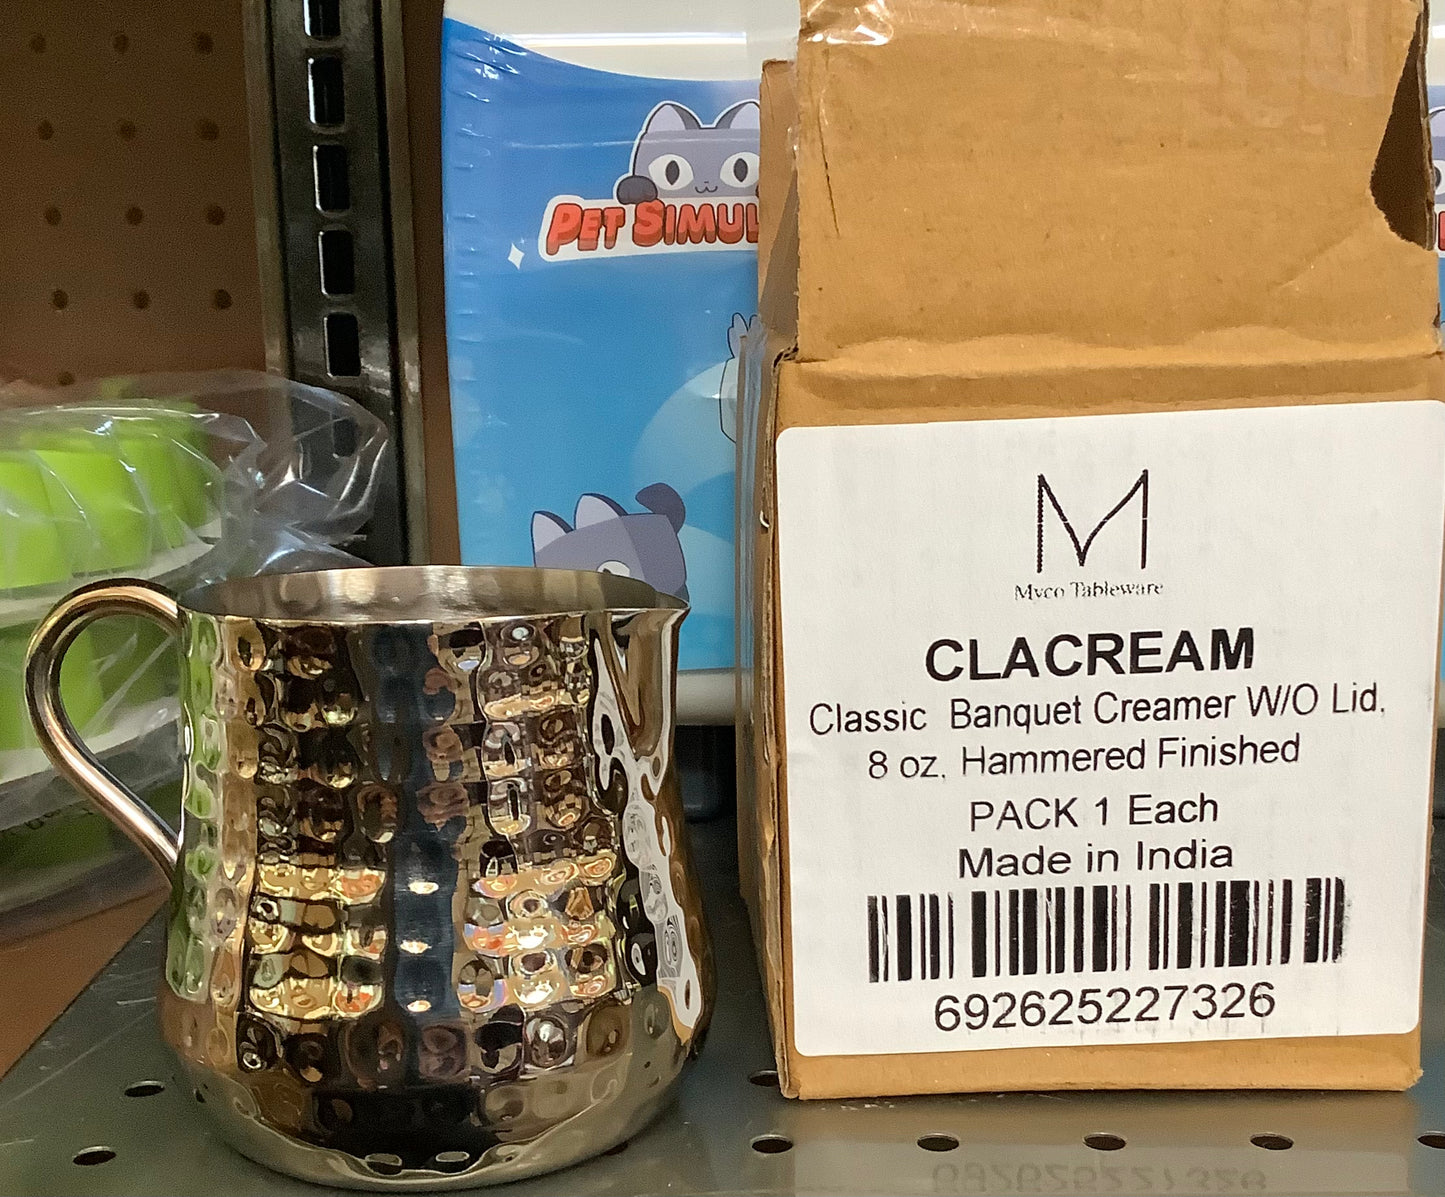 PET SIMUL
M
Myco Tableware
CLACREAM
Classic Banquet Creamer W/O Lid,
8 oz. Hammered Finished
PACK 1 Each
Made in India
692625227326